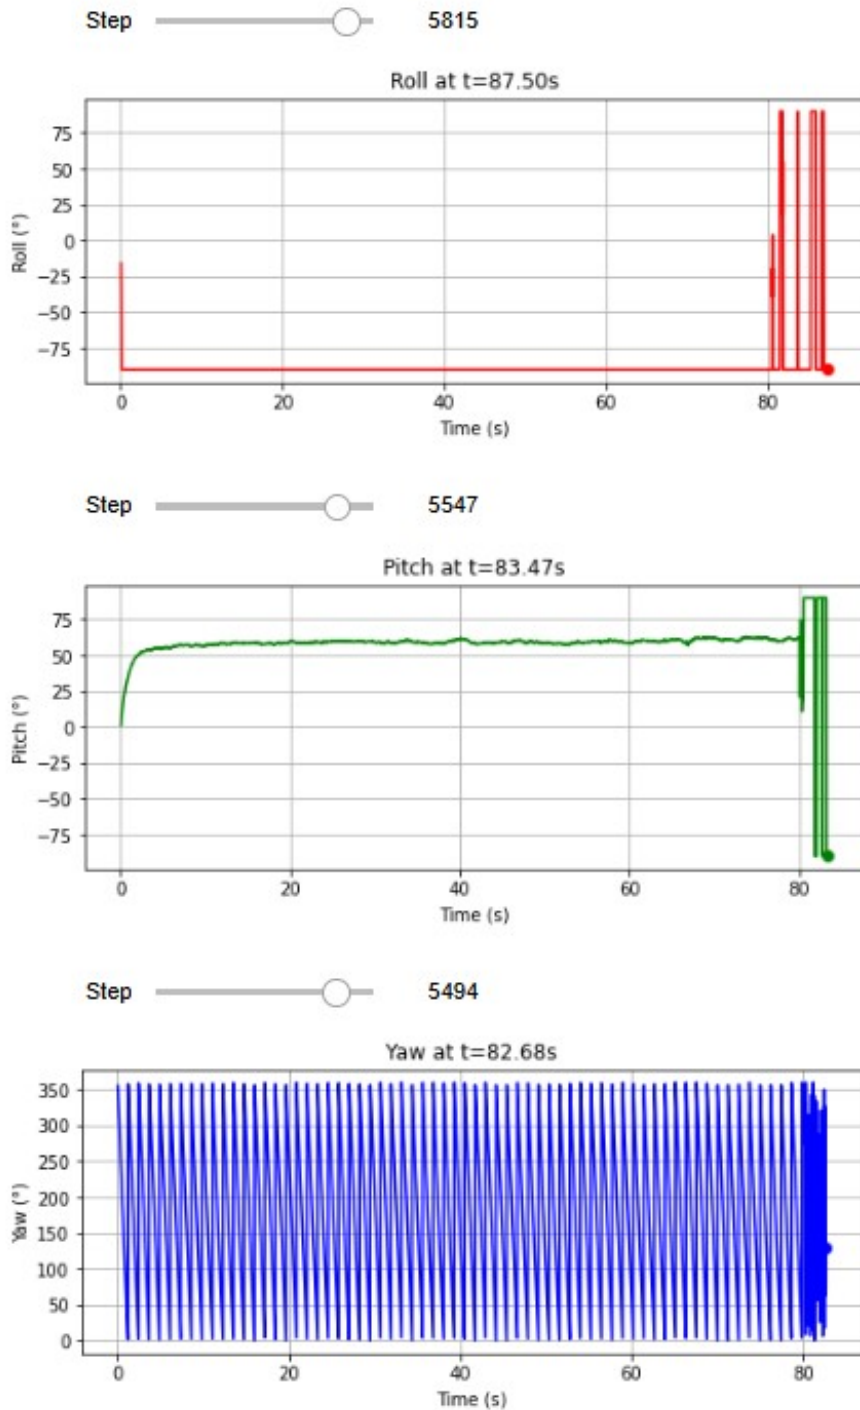 Step 5815
Roll at t=87.50s
Roll (°)
75
50
25
0
−25
−50
−75
0 20 40 60 80
Time (s)
Step 5547
Pitch at t=83.47s
Pitch (°)
75
50
25
0
−25
−50
−75
0 20 40 60 80
Time (s)
Step 5494
Yaw at t=82.68s
Yaw (°)
350
300
250
200
150
100
50
0
0 20 40 60 80
Time (s)